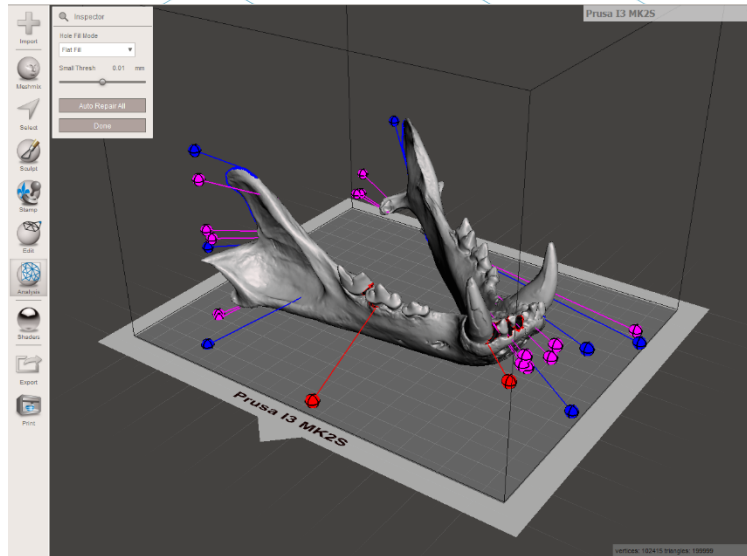 Import
Meshmix
Select
Sculpt
Stamp
Edit
Analysis
Shaders
Export
Print
Inspector
Hole Fill Mode
Flat Fill
Small Thresh 0.01 mm
Auto Repair All
Done
Prusa I3 MK2S
Prusa I3 MK2S